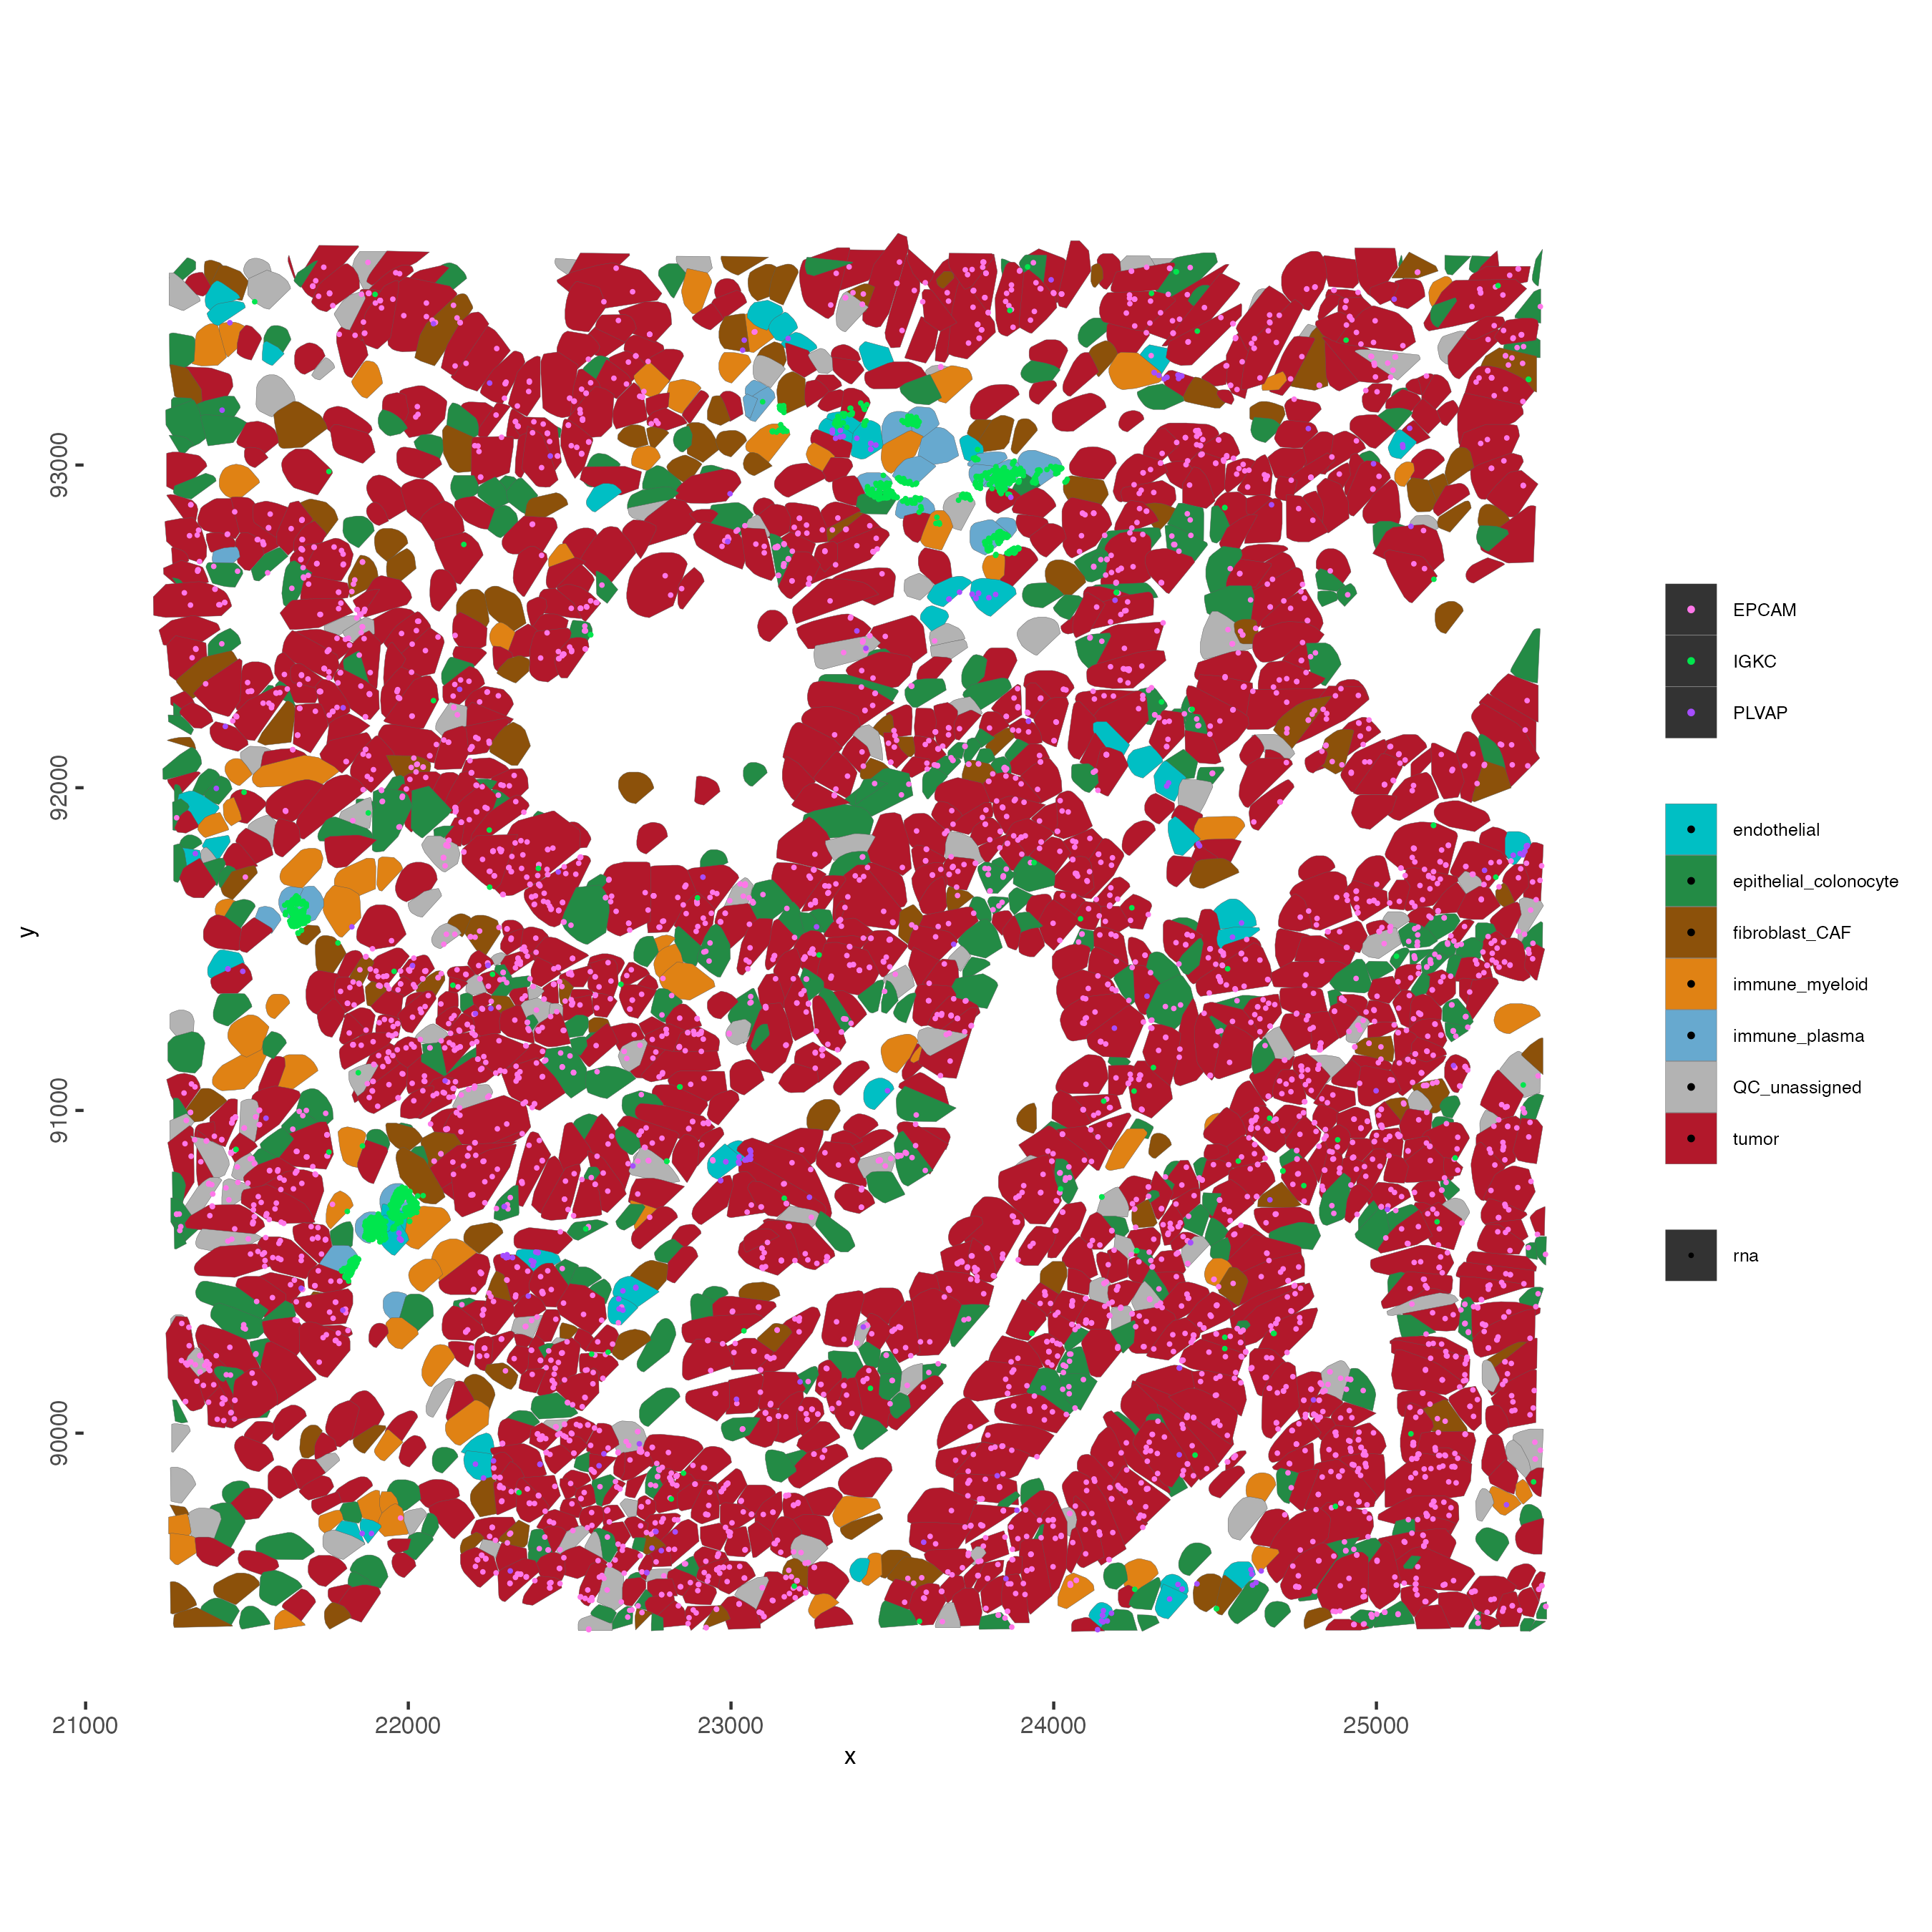 93000
92000
91000
90000
y
21000
22000
23000
24000
25000
x
EPCAM
IGKC
PLVAP
endothelial
epithelial_colonocyte
fibroblast_CAF
immune_myeloid
immune_plasma
QC_unassigned
tumor
rna